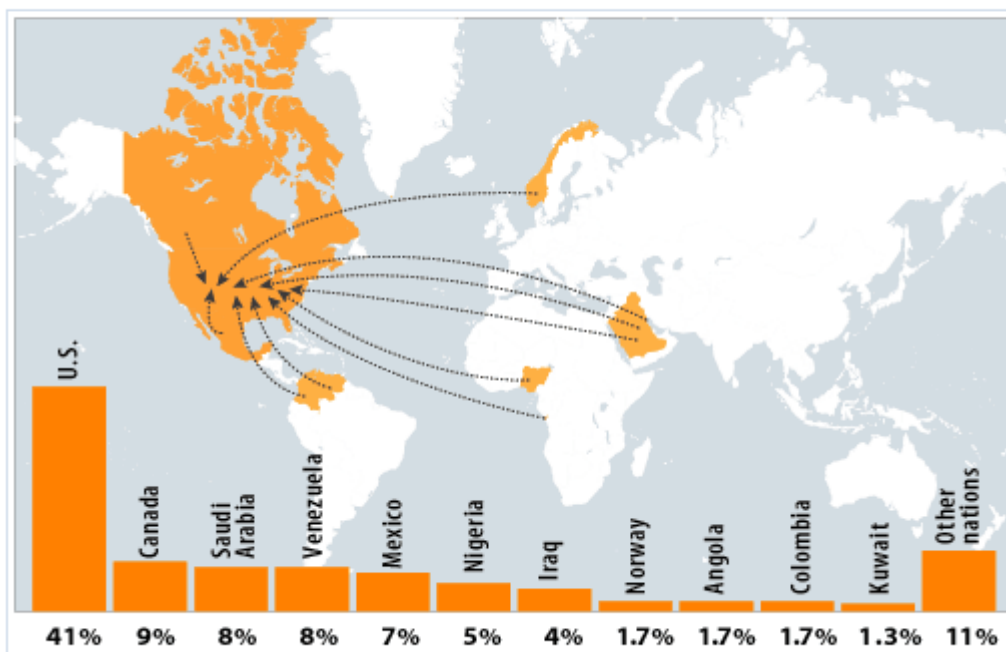 U.S.
Canada
Saudi
Arabia
Venezuela
Mexico
Nigeria
Iraq
Norway
Angola
Colombia
Kuwait
Other
nations
41% 9% 8% 8% 7% 5% 4% 1.7% 1.7% 1.7% 1.3% 11%